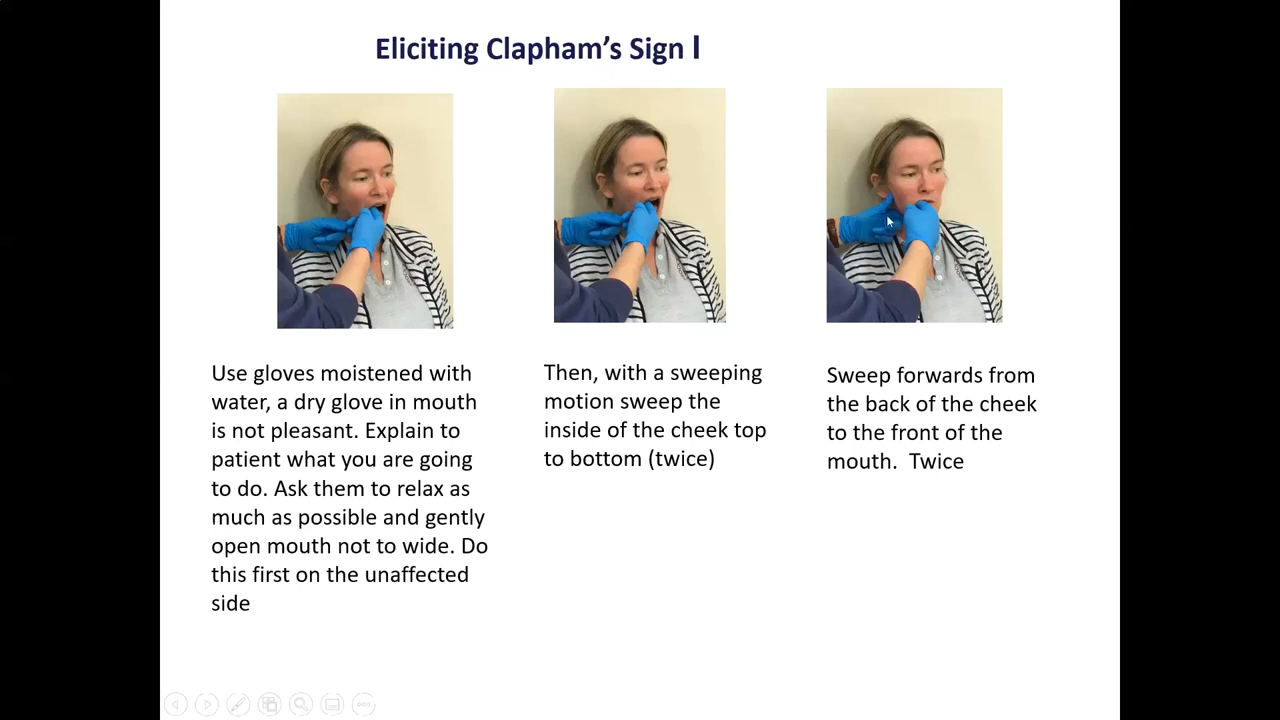 Eliciting Clapham’s Sign I
Use gloves moistened with
water, a dry glove in mouth
is not pleasant. Explain to
patient what you are going
to do. Ask them to relax as
much as possible and gently
open mouth not to wide. Do
this first on the unaffected
side
Then, with a sweeping
motion sweep the
inside of the cheek top
to bottom (twice)
Sweep forwards from
the back of the cheek
to the front of the
mouth.  Twice